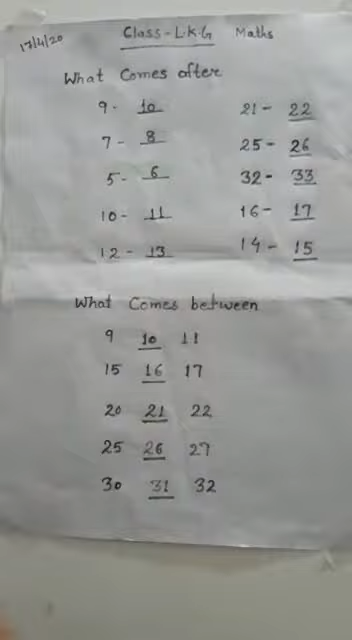 17/4/20 Class-L.K.G Maths
What Comes after
9- 10 21- 22
7- 8 25- 26
5- 6 32- 33
10- 11 16- 17
12- 13 14- 15
What Comes between
9 10 11
15 16 17
20 21 22
25 26 27
30 31 32